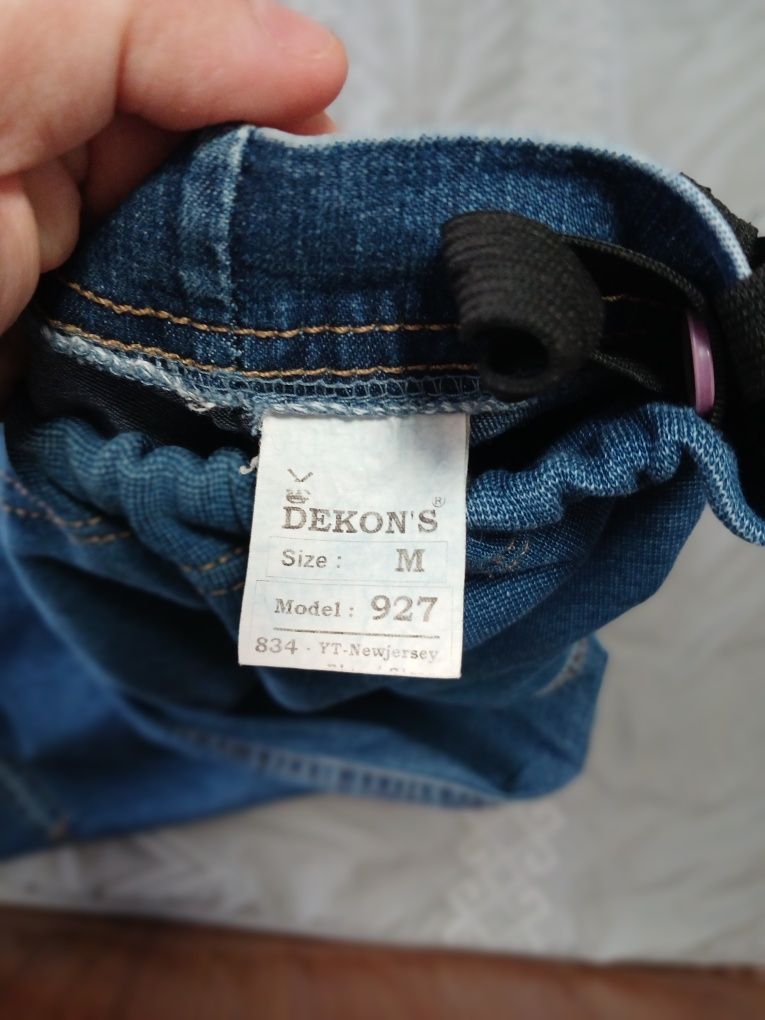 DEKON'S®
Size : M
Model : 927
834 - YT-Newjersey